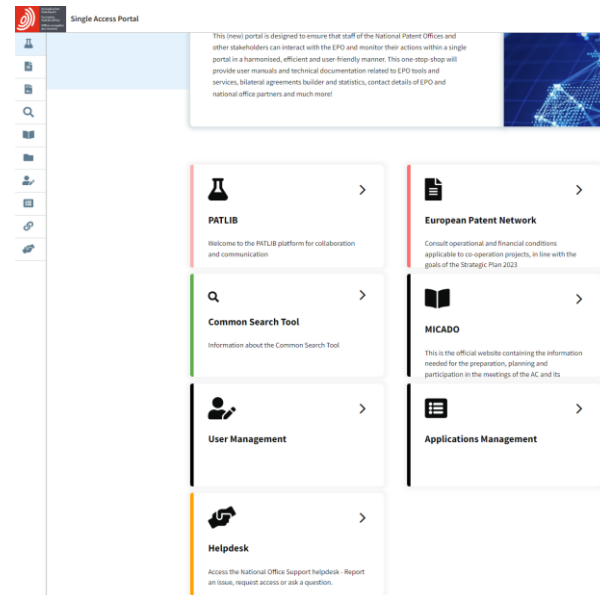 Single Access Portal
This (new) portal is designed to ensure that staff of the National Patent Offices and
other stakeholders can interact with the EPO and monitor their actions within a single
portal in a harmonised, efficient and user-friendly manner. This one-stop-shop will
provide user manuals and technical documentation related to EPO tools and
services, bilateral agreements builder and statistics, contact details of EPO and
national office partners and much more!
PATLIB
Welcome to the PATLIB platform for collaboration
and communication
European Patent Network
Consult operational and financial conditions
applicable to co-operation projects, in line with the
goals of the Strategic Plan 2023
Common Search Tool
Information about the Common Search Tool
MICADO
This is the official website containing the information
needed for the preparation, planning and
participation in the meetings of the AC and its
User Management
Applications Management
Helpdesk
Access the National Office Support helpdesk - Report
an issue, request access or ask a question.